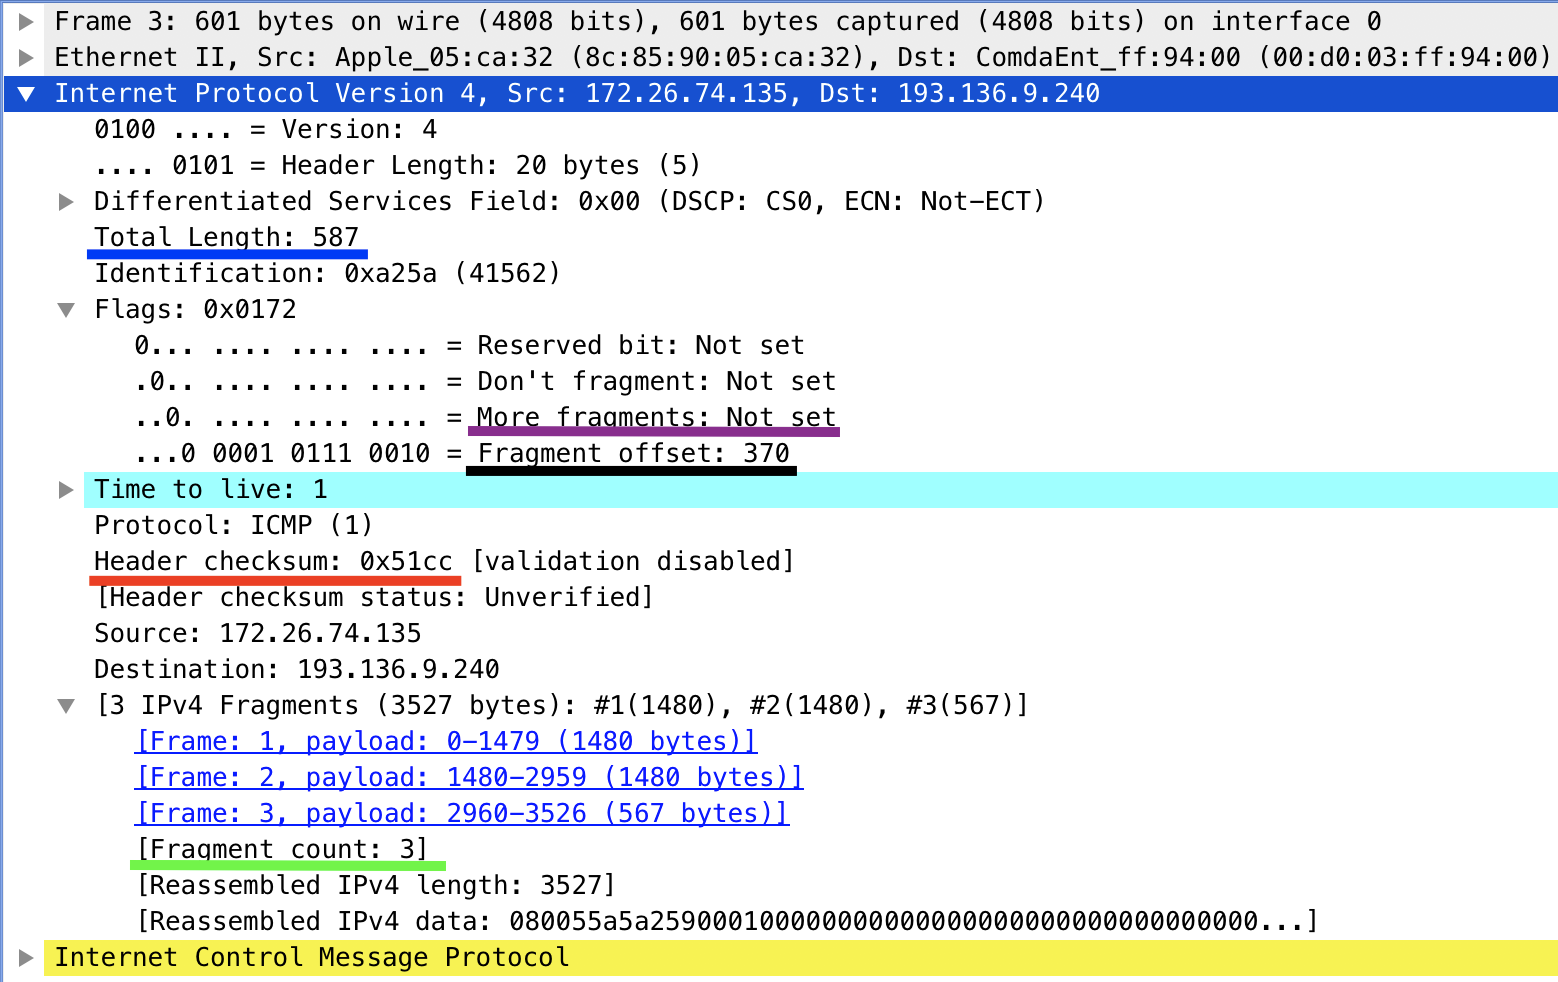 Frame 3: 601 bytes on wire (4808 bits), 601 bytes captured (4808 bits) on interface 0
Ethernet II, Src: Apple_05:ca:32 (8c:85:90:05:ca:32), Dst: ComdaEnt_ff:94:00 (00:d0:03:ff:94:00)
Internet Protocol Version 4, Src: 172.26.74.135, Dst: 193.136.9.240
0100 .... = Version: 4
.... 0101 = Header Length: 20 bytes (5)
Differentiated Services Field: 0x00 (DSCP: CS0, ECN: Not-ECT)
Total Length: 587
Identification: 0xa25a (41562)
Flags: 0x0172
0... .... .... .... = Reserved bit: Not set
.0.. .... .... .... = Don't fragment: Not set
..0. .... .... .... = More fragments: Not set
...0 0001 0111 0010 = Fragment offset: 370
Time to live: 1
Protocol: ICMP (1)
Header checksum: 0x51cc [validation disabled]
[Header checksum status: Unverified]
Source: 172.26.74.135
Destination: 193.136.9.240
[3 IPv4 Fragments (3527 bytes): #1(1480), #2(1480), #3(567)]
[Frame: 1, payload: 0-1479 (1480 bytes)]
[Frame: 2, payload: 1480-2959 (1480 bytes)]
[Frame: 3, payload: 2960-3526 (567 bytes)]
[Fragment count: 3]
[Reassembled IPv4 length: 3527]
[Reassembled IPv4 data: 080055a5a259000100000000000000000000000000000000...]
Internet Control Message Protocol